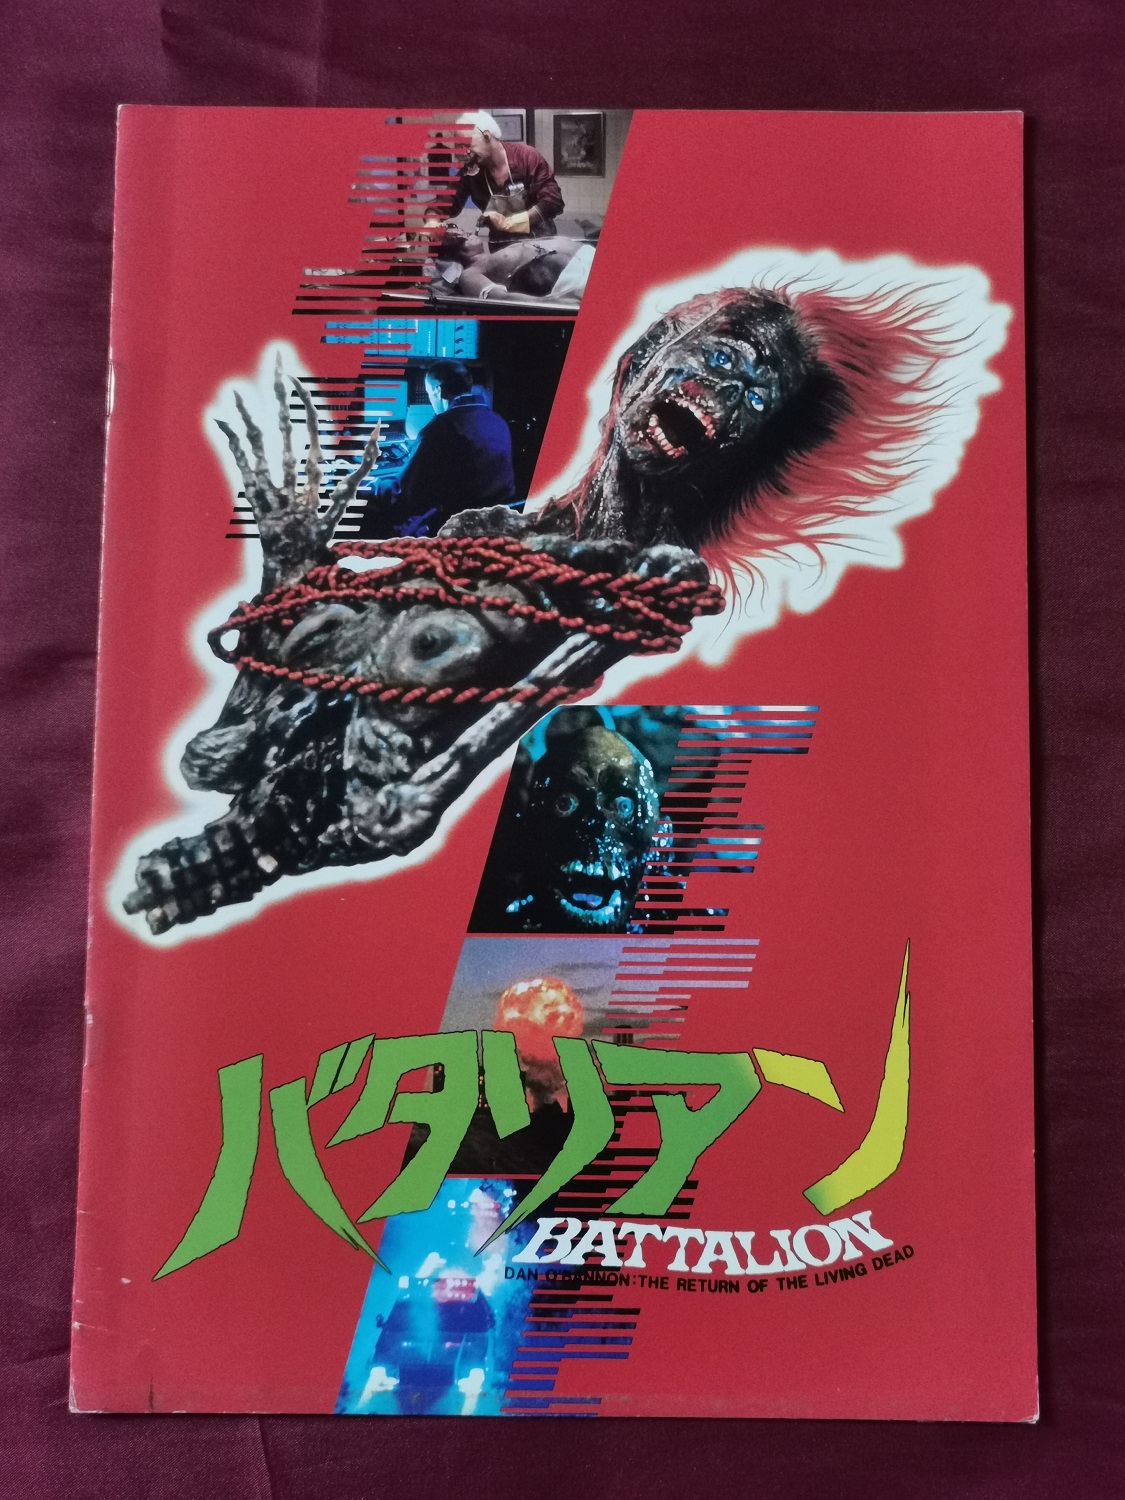 バタリアン
BATTALION
DAN O'BANNON:THE RETURN OF THE LIVING DEAD